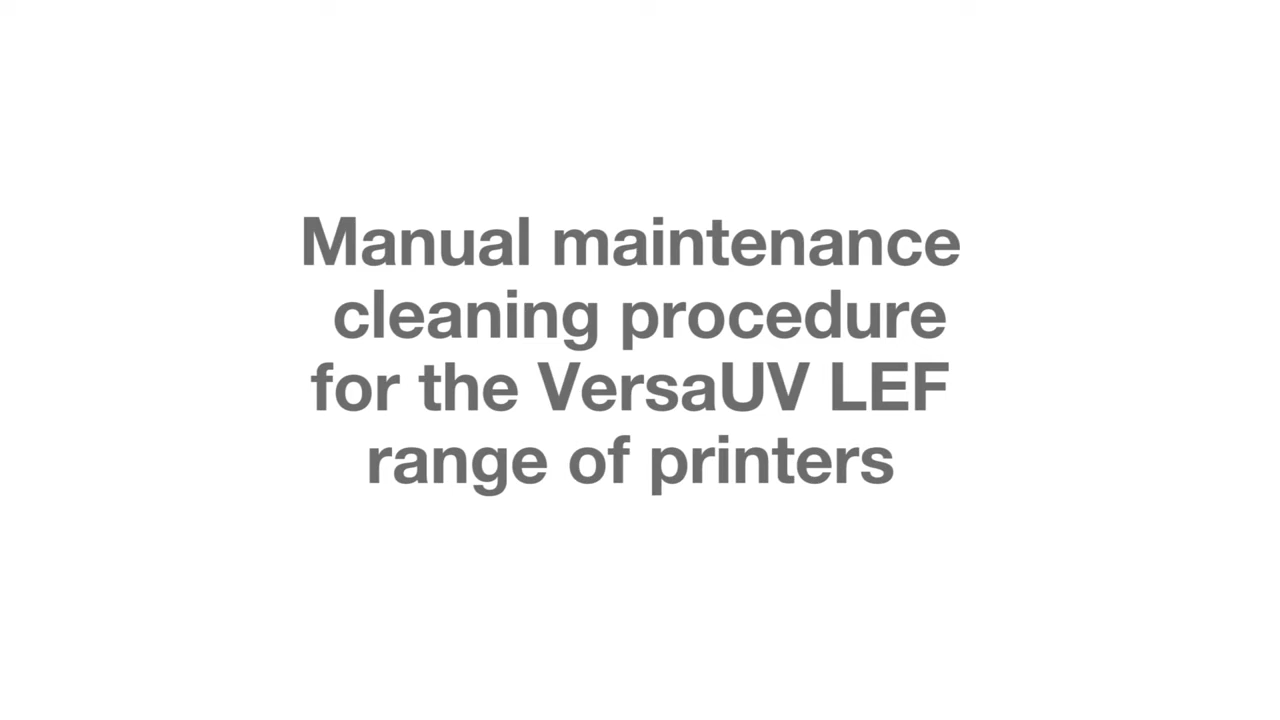 Manual maintenance
cleaning procedure
for the VersaUV LEF
range of printers